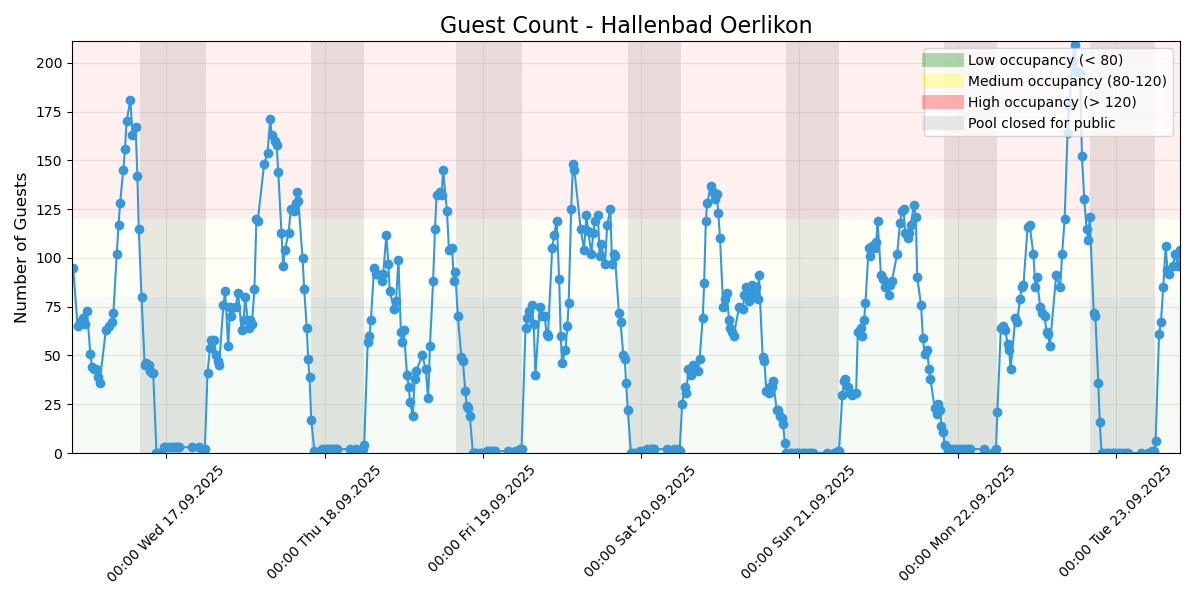 Guest Count - Hallenbad Oerlikon
Low occupancy (< 80)
Medium occupancy (80-120)
High occupancy (> 120)
Pool closed for public
Number of Guests
200
175
150
125
100
75
50
25
0
00:00 Wed 17.09.2025
00:00 Thu 18.09.2025
00:00 Fri 19.09.2025
00:00 Sat 20.09.2025
00:00 Sun 21.09.2025
00:00 Mon 22.09.2025
00:00 Tue 23.09.2025